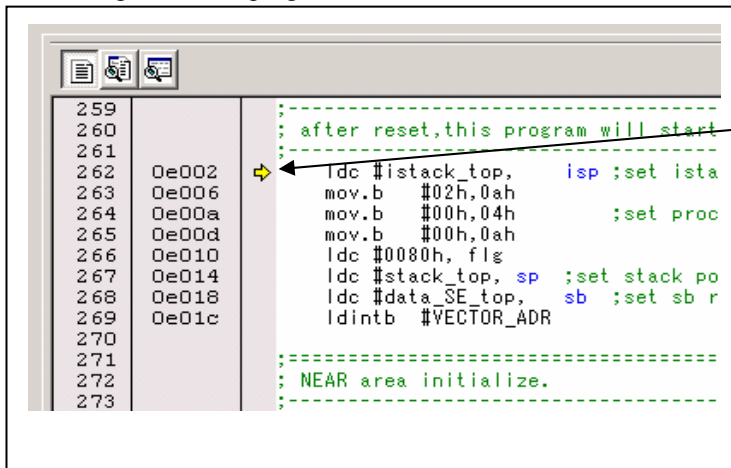 259 ;---------------------------------------
260 ; after reset,this program will start
261 ;---------------------------------------
262 0e002 ldc #istack_top, isp ;set ista
263 0e006 mov.b #02h,0ah
264 0e00a mov.b #00h,04h ;set proc
265 0e00d mov.b #00h,0ah
266 0e010 ldc #0080h, flg
267 0e014 ldc #stack_top, sp ;set stack po
268 0e018 ldc #data_SE_top, sb ;set sb r
269 0e01c ldintb #VECTOR_ADR
270
271 ;=======================================
272 ; NEAR area initialize.
273 ;---------------------------------------